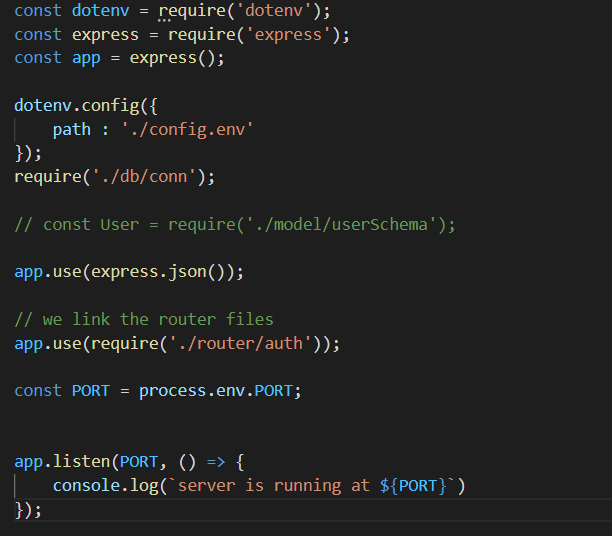 const dotenv = require('dotenv');
const express = require('express');
const app = express();
dotenv.config({
    path : './config.env'
});
require('./db/conn');
// const User = require('./model/userSchema');
app.use(express.json());
// we link the router files
app.use(require('./router/auth'));
const PORT = process.env.PORT;
app.listen(PORT, () => {
    console.log(`server is running at ${PORT}`)
});